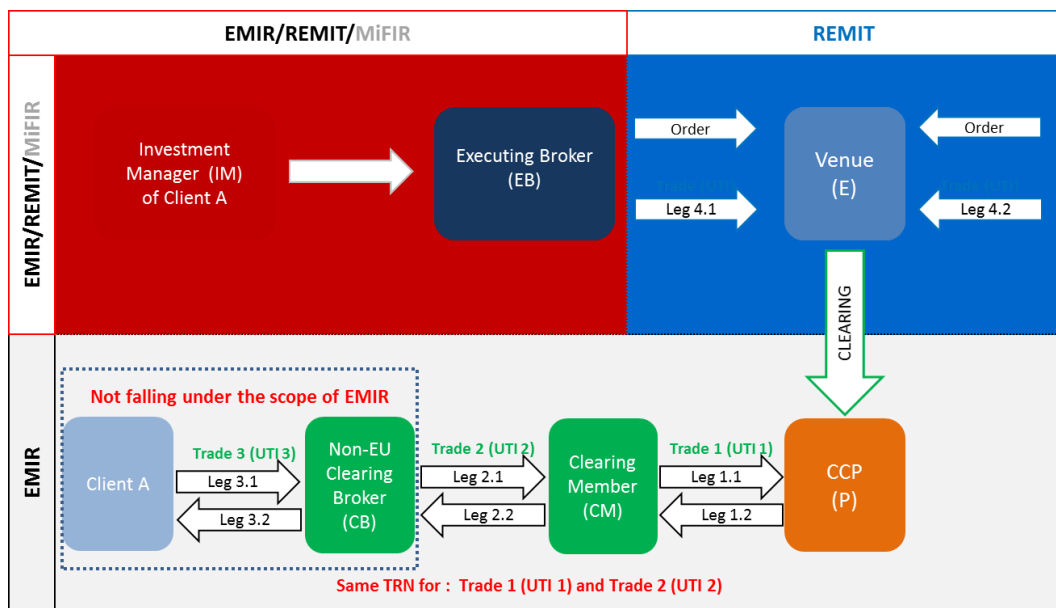 EMIR/REMIT/MiFIR
REMIT
EMIR/REMIT/MiFIR
Investment
Manager (IM)
of Client A
Executing Broker
(EB)
Order
Venue
(E)
Order
Trade (UTI)
Leg 4.1
Trade (UTI)
Leg 4.2
CLEARING
EMIR
Not falling under the scope of EMIR
Client A
Trade 3 (UTI 3)
Leg 3.1
Leg 3.2
Non-EU
Clearing
Broker
(CB)
Trade 2 (UTI 2)
Leg 2.1
Leg 2.2
Clearing
Member
(CM)
Trade 1 (UTI 1)
Leg 1.1
Leg 1.2
CCP
(P)
Same TRN for : Trade 1 (UTI 1) and Trade 2 (UTI 2)